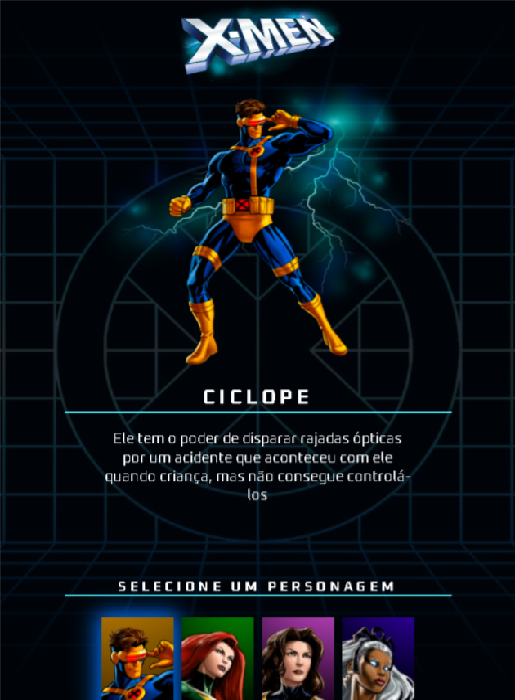 X-MEN
CICLOPE
Ele tem o poder de disparar rajadas ópticas
por um acidente que aconteceu com ele
quando criança, mas não consegue controlá-
los
SELECIONE UM PERSONAGEM